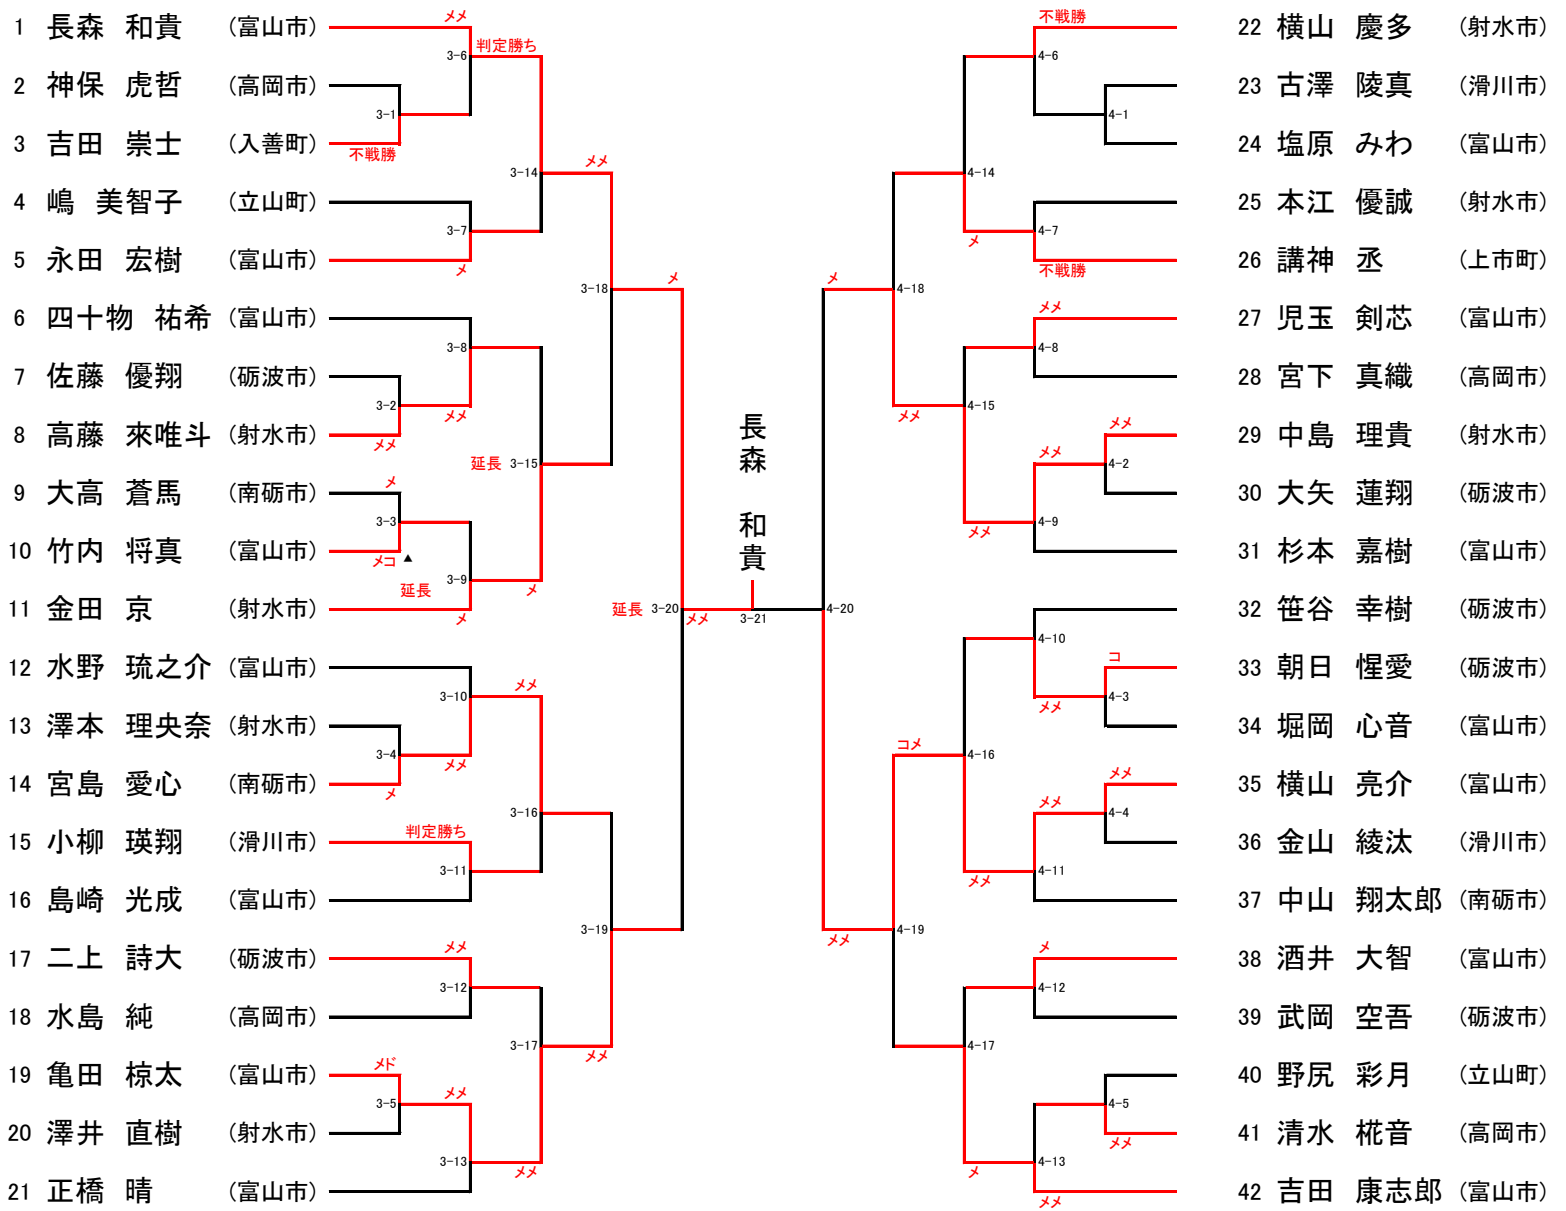 メメ
1 長森 和貴 (富山市)
3-6
判定勝ち
2 神保 虎哲 (高岡市)
3-1
3 吉田 崇士 (入善町)
不戦勝
3-14
メメ
4 嶋 美智子 (立山町)
3-7
5 永田 宏樹 (富山市)
メ
3-18
メ
6 四十物 祐希 (富山市)
3-8
7 佐藤 優翔 (砺波市)
3-2
メメ
8 高藤 來唯斗 (射水市)
メメ
延長 3-15
9 大高 蒼馬 (南砺市)
メ
3-3
10 竹内 将真 (富山市)
メコ ▲
3-9
延長
メ
11 金田 京 (射水市)
メ
延長 3-20
メメ
12 水野 琉之介 (富山市)
3-10
メメ
13 澤本 理央奈 (射水市)
3-4
メメ
14 宮島 愛心 (南砺市)
メ
3-16
15 小柳 瑛翔 (滑川市)
判定勝ち
3-11
16 島崎 光成 (富山市)
3-19
17 二上 詩大 (砺波市)
メメ
3-12
18 水島 純 (高岡市)
3-17
メメ
19 亀田 椋太 (富山市)
メド
3-5
メメ
20 澤井 直樹 (射水市)
3-13
メメ
21 正橋 晴 (富山市)
長森 和貴
3-21
不戦勝
22 横山 慶多 (射水市)
4-6
23 古澤 陵真 (滑川市)
4-1
24 塩原 みわ (富山市)
4-14
25 本江 優誠 (射水市)
4-7
メ
26 講神 丞 (上市町)
不戦勝
メ
4-18
27 児玉 剣芯 (富山市)
メメ
4-8
28 宮下 真織 (高岡市)
4-15
メメ
29 中島 理貴 (射水市)
メメ
4-2
メメ
30 大矢 蓮翔 (砺波市)
4-9
メメ
31 杉本 嘉樹 (富山市)
4-20
32 笹谷 幸樹 (砺波市)
4-10
33 朝日 惺愛 (砺波市)
コ
4-3
メメ
34 堀岡 心音 (富山市)
コメ
4-16
35 横山 亮介 (富山市)
メメ
4-4
メメ
36 金山 綾汰 (滑川市)
4-11
メメ
37 中山 翔太郎 (南砺市)
4-19
メメ
38 酒井 大智 (富山市)
メ
4-12
39 武岡 空吾 (砺波市)
4-17
40 野尻 彩月 (立山町)
4-5
41 清水 椛音 (高岡市)
メメ
4-13
メ
42 吉田 康志郎 (富山市)
メメ